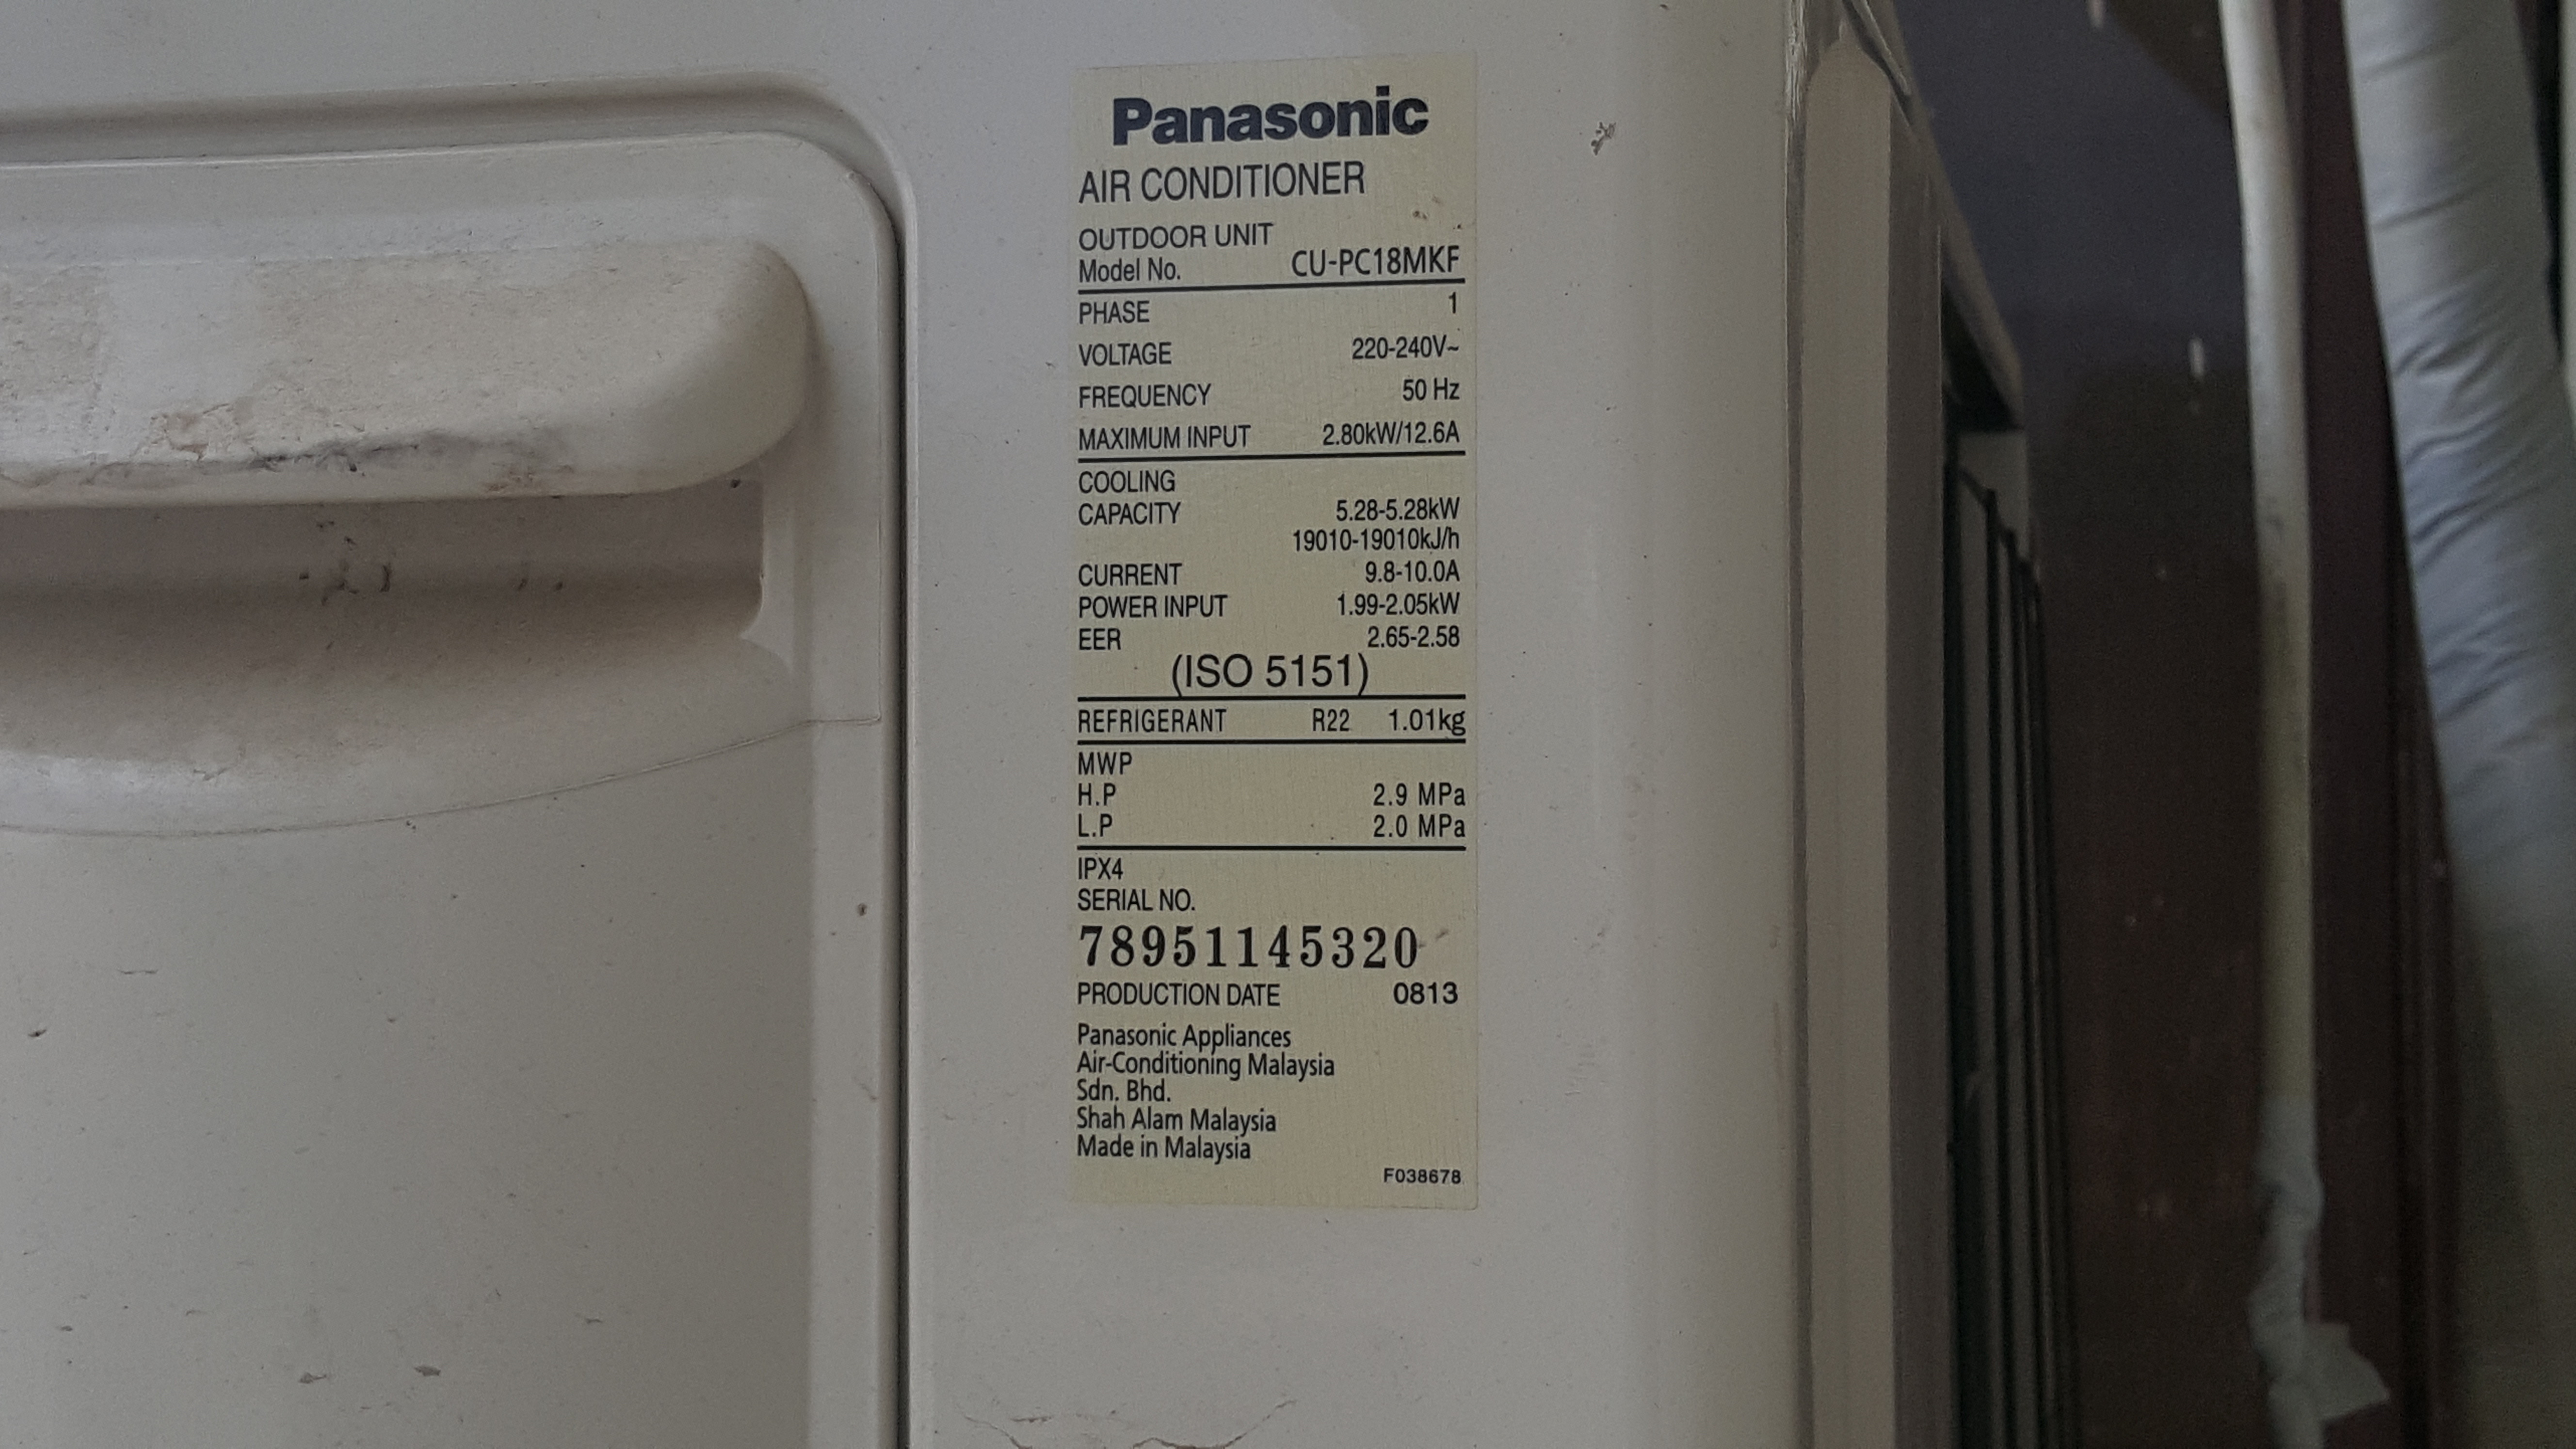 Panasonic
AIR CONDITIONER
OUTDOOR UNIT
Model No. CU-PC18MKF
PHASE 1
VOLTAGE 220-240V~
FREQUENCY 50 Hz
MAXIMUM INPUT 2.80kW/12.6A
COOLING
CAPACITY 5.28-5.28kW
19010-19010kJ/h
CURRENT 9.8-10.0A
POWER INPUT 1.99-2.05kW
EER 2.65-2.58
(ISO 5151)
REFRIGERANT R22 1.01kg
MWP
H.P 2.9 MPa
L.P 2.0 MPa
IPX4
SERIAL NO.
78951145320
PRODUCTION DATE 0813
Panasonic Appliances
Air-Conditioning Malaysia
Sdn. Bhd.
Shah Alam Malaysia
Made in Malaysia
F038678